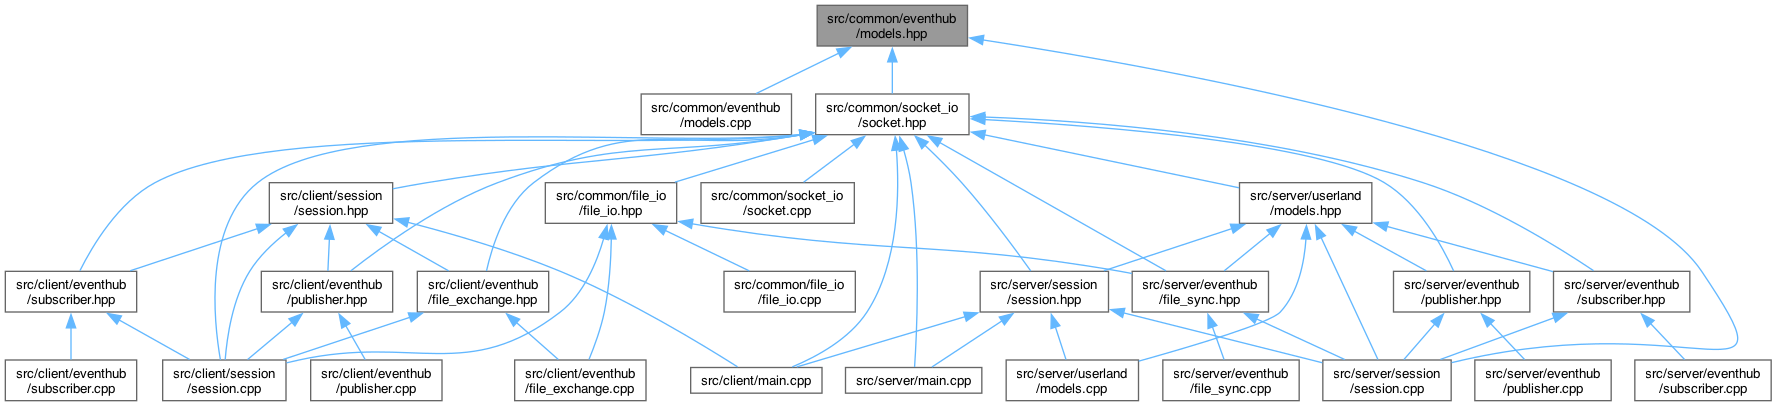 src/common/eventhub
/models.hpp
src/common/eventhub
/models.cpp
src/common/socket_io
/socket.hpp
src/client/session
/session.hpp
src/common/file_io
/file_io.hpp
src/common/socket_io
/socket.cpp
src/server/userland
/models.hpp
src/client/eventhub
/subscriber.hpp
src/client/eventhub
/publisher.hpp
src/client/eventhub
/file_exchange.hpp
src/common/file_io
/file_io.cpp
src/server/session
/session.hpp
src/server/eventhub
/file_sync.hpp
src/server/eventhub
/publisher.hpp
src/server/eventhub
/subscriber.hpp
src/client/eventhub
/subscriber.cpp
src/client/session
/session.cpp
src/client/eventhub
/publisher.cpp
src/client/eventhub
/file_exchange.cpp
src/client/main.cpp
src/server/main.cpp
src/server/userland
/models.cpp
src/server/eventhub
/file_sync.cpp
src/server/session
/session.cpp
src/server/eventhub
/publisher.cpp
src/server/eventhub
/subscriber.cpp